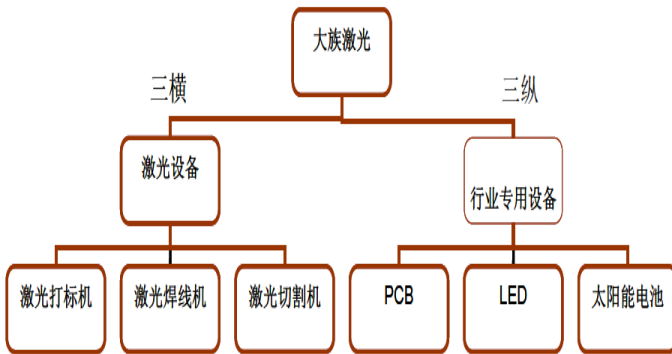 大族激光
三横
三纵
激光设备
行业专用设备
激光打标机
激光焊线机
激光切割机
PCB
LED
太阳能电池